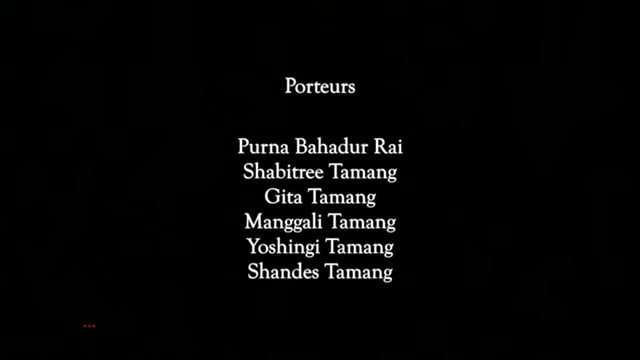 Porteurs
Purna Bahadur Rai
Shabitree Tamang
Gita Tamang
Manggali Tamang
Yoshingi Tamang
Shandes Tamang
...